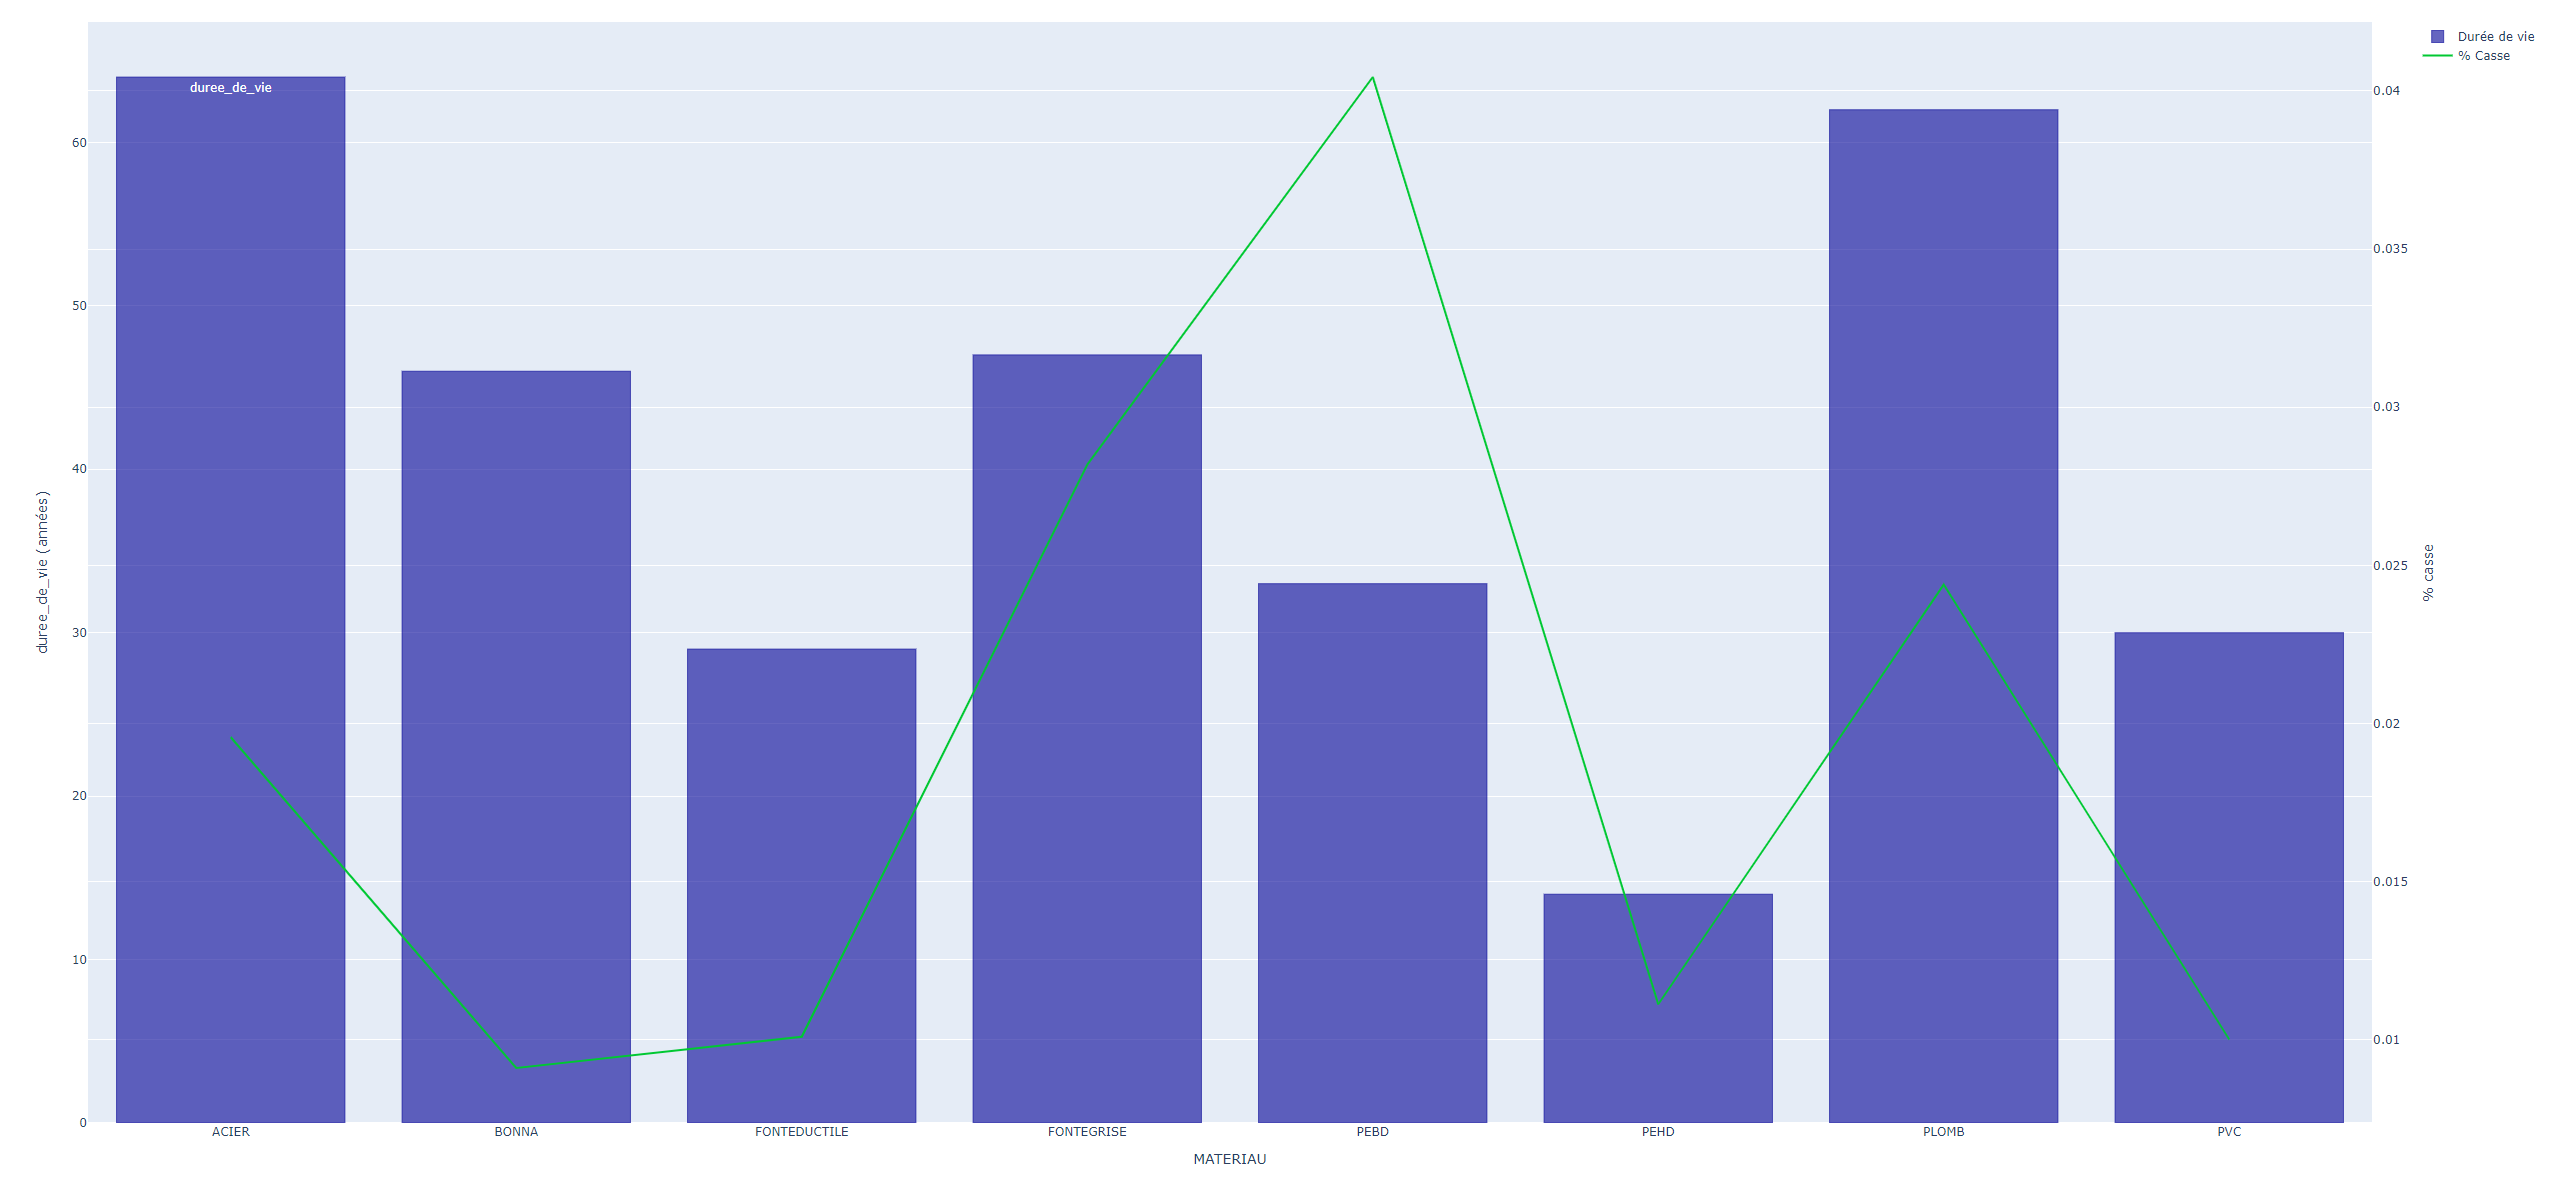 Durée de vie
% Casse
duree_de_vie
60
50
40
30
20
10
0
duree_de_vie (années)
0.04
0.035
0.03
0.025
0.02
0.015
0.01
% casse
ACIER BONNA FONTEDUCTILE FONTEGRISE PEBD PEHD PLOMB PVC
MATERIAU